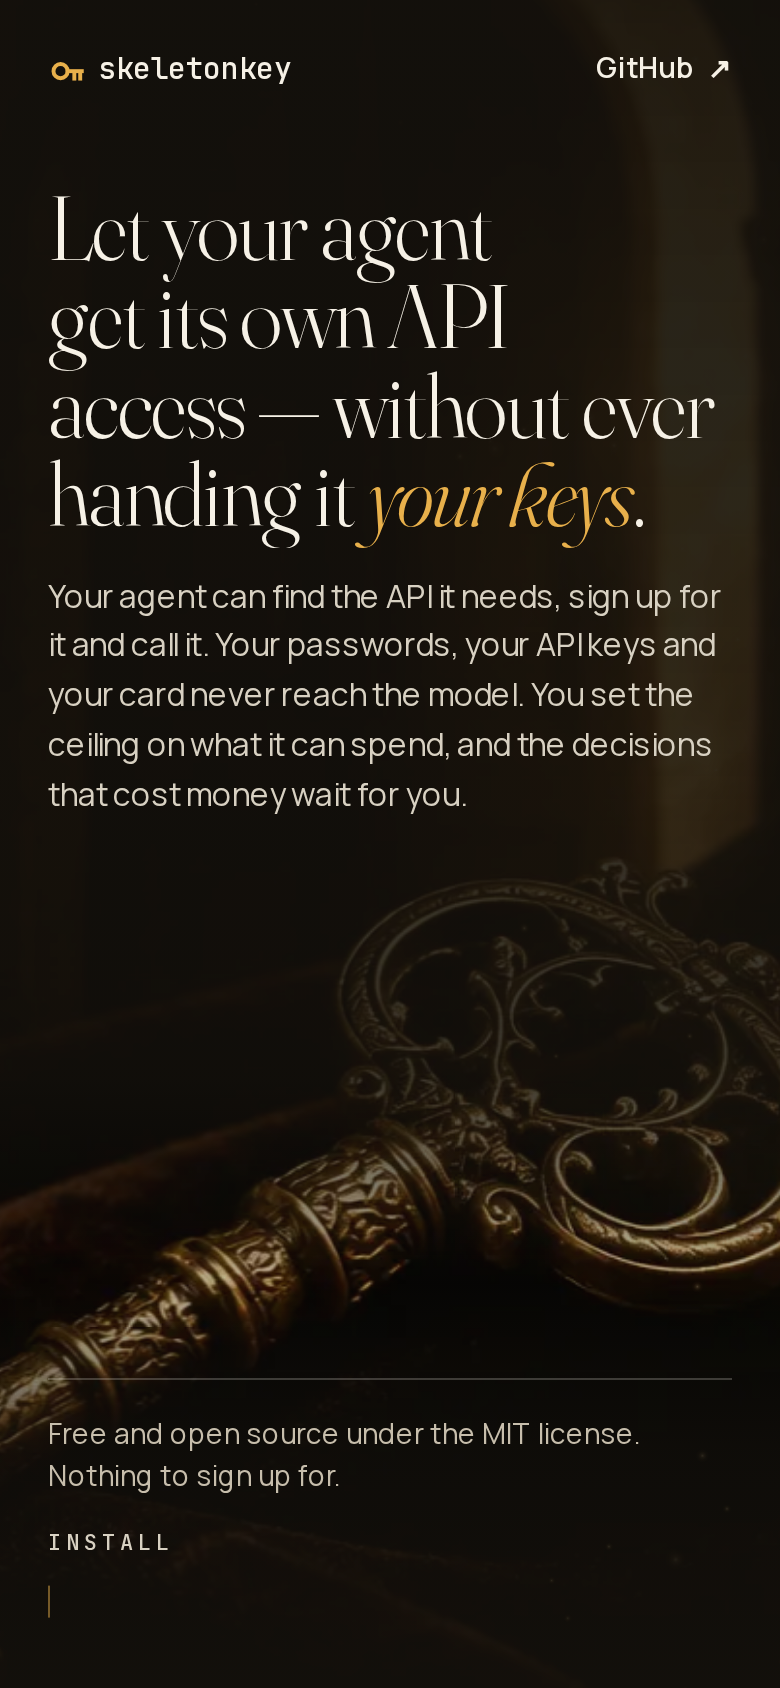 skeletonkey
GitHub ↗
Let your agent
get its own API
access — without ever
handing it your keys.
Your agent can find the API it needs, sign up for
it and call it. Your passwords, your API keys and
your card never reach the model. You set the
ceiling on what it can spend, and the decisions
that cost money wait for you.
Free and open source under the MIT license.
Nothing to sign up for.
INSTALL